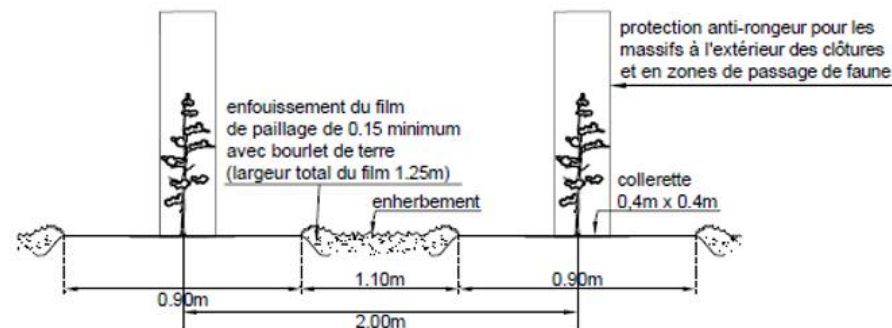 protection anti-rongeur pour les
massifs à l'extérieur des clôtures
et en zones de passage de faune
enfouissement du film
de paillage de 0.15 minimum
avec bourlet de terre
(largeur total du film 1.25m)
enherbement
collerette
0,4m x 0.4m
0.90m
1.10m
0.90m
2.00m